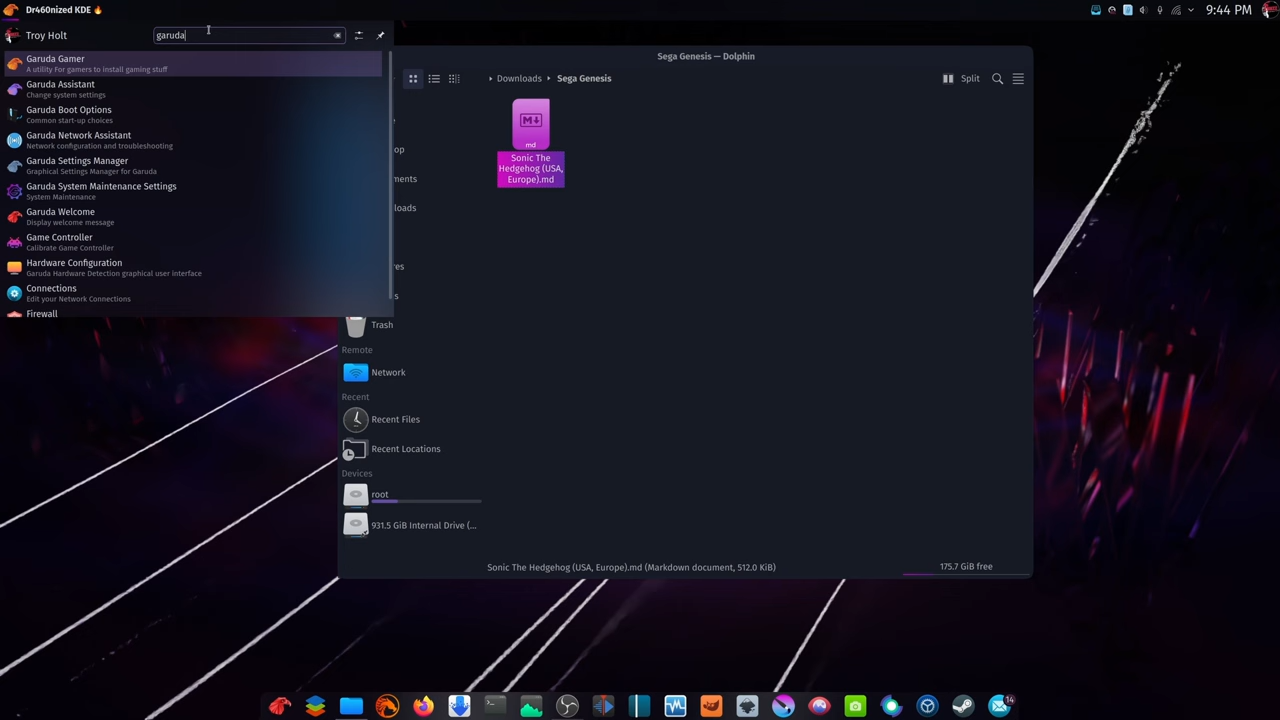 Dr460nized KDE
9:44 PM
Troy Holt
garuda
Garuda Gamer
A utility For gamers to install gaming stuff
Garuda Assistant
Change system settings
Garuda Boot Options
Common start-up choices
Garuda Network Assistant
Network configuration and troubleshooting
Garuda Settings Manager
Graphical Settings Manager for Garuda
Garuda System Maintenance Settings
System Maintenance
Garuda Welcome
Display welcome message
Game Controller
Calibrate Game Controller
Hardware Configuration
Garuda Hardware Detection graphical user interface
Connections
Edit your Network Connections
Firewall
Sega Genesis — Dolphin
Downloads
Sega Genesis
Split
md
Sonic The
Hedgehog (USA,
Europe).md
Trash
Remote
Network
Recent
Recent Files
Recent Locations
Devices
root
931.5 GiB Internal Drive (...
Sonic The Hedgehog (USA, Europe).md (Markdown document, 512.0 KiB)
175.7 GiB free
14